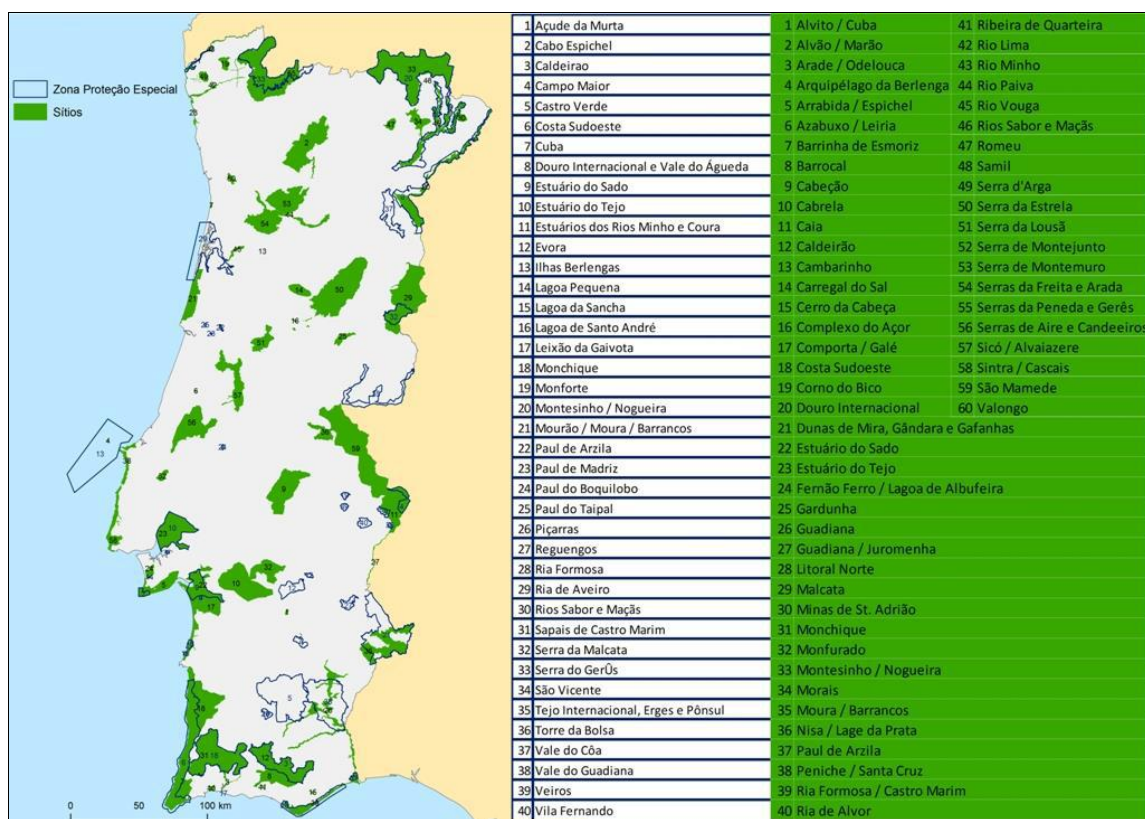 Zona Proteção Especial
Sítios
0 50 100 km
1 Açude da Murta
2 Cabo Espichel
3 Caldeirao
4 Campo Maior
5 Castro Verde
6 Costa Sudoeste
7 Cuba
8 Douro Internacional e Vale do Águeda
9 Estuário do Sado
10 Estuário do Tejo
11 Estuários dos Rios Minho e Coura
12 Evora
13 Ilhas Berlengas
14 Lagoa Pequena
15 Lagoa da Sancha
16 Lagoa de Santo André
17 Leixão da Gaivota
18 Monchique
19 Monforte
20 Montesinho / Nogueira
21 Mourão / Moura / Barrancos
22 Paul de Arzila
23 Paul de Madriz
24 Paul do Boquilobo
25 Paul do Taipal
26 Piçarras
27 Reguengos
28 Ria Formosa
29 Ria de Aveiro
30 Rios Sabor e Maçãs
31 Sapais de Castro Marim
32 Serra da Malcata
33 Serra do GerÛs
34 São Vicente
35 Tejo Internacional, Erges e Pônsul
36 Torre da Bolsa
37 Vale do Côa
38 Vale do Guadiana
39 Veiros
40 Vila Fernando
1 Alvito / Cuba
2 Alvão / Marão
3 Arade / Odelouca
4 Arquipélago da Berlenga
5 Arrabida / Espichel
6 Azabuxo / Leiria
7 Barrinha de Esmoriz
8 Barrocal
9 Cabeção
10 Cabrela
11 Caia
12 Caldeirão
13 Cambarinho
14 Carregal do Sal
15 Cerro da Cabeça
16 Complexo do Açor
17 Comporta / Galé
18 Costa Sudoeste
19 Corno do Bico
20 Douro Internacional
21 Dunas de Mira, Gândara e Gafanhas
22 Estuário do Sado
23 Estuário do Tejo
24 Fernão Ferro / Lagoa de Albufeira
25 Gardunha
26 Guadiana
27 Guadiana / Juromenha
28 Litoral Norte
29 Malcata
30 Minas de St. Adrião
31 Monchique
32 Monfurado
33 Montesinho / Nogueira
34 Morais
35 Moura / Barrancos
36 Nisa / Lage da Prata
37 Paul de Arzila
38 Peniche / Santa Cruz
39 Ria Formosa / Castro Marim
40 Ria de Alvor
41 Ribeira de Quarteira
42 Rio Lima
43 Rio Minho
44 Rio Paiva
45 Rio Vouga
46 Rios Sabor e Maçãs
47 Romeu
48 Samil
49 Serra d'Arga
50 Serra da Estrela
51 Serra da Lousã
52 Serra de Montejunto
53 Serra de Montemuro
54 Serras da Freita e Arada
55 Serras da Peneda e Gerês
56 Serras de Aire e Candeeiros
57 Sicó / Alvaiazere
58 Sintra / Cascais
59 São Mamede
60 Valongo